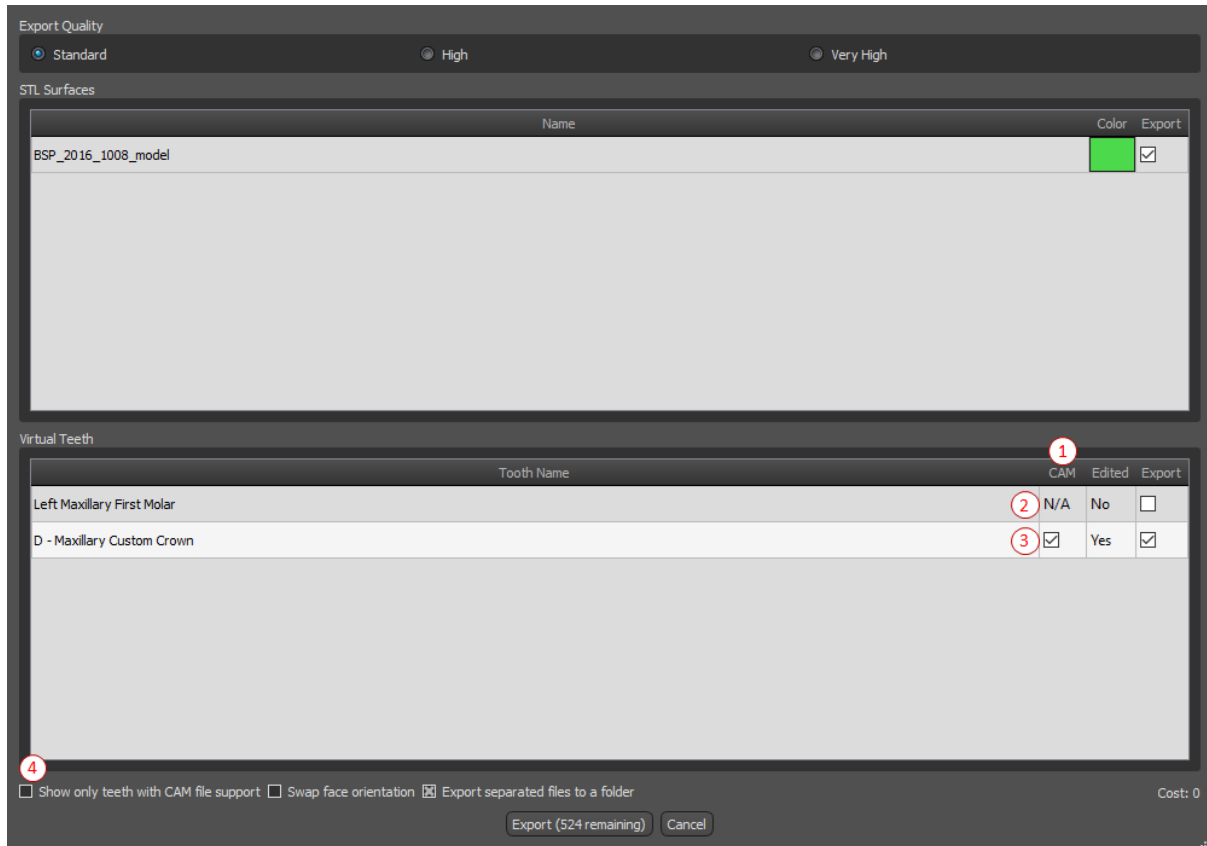 Export Quality
Standard High Very High
STL Surfaces
Name Color Export
BSP_2016_1008_model
Virtual Teeth
1
Tooth Name CAM Edited Export
Left Maxillary First Molar 2 N/A No
D - Maxillary Custom Crown 3 Yes
4
Show only teeth with CAM file support Swap face orientation Export separated files to a folder Cost: 0
Export (524 remaining) Cancel